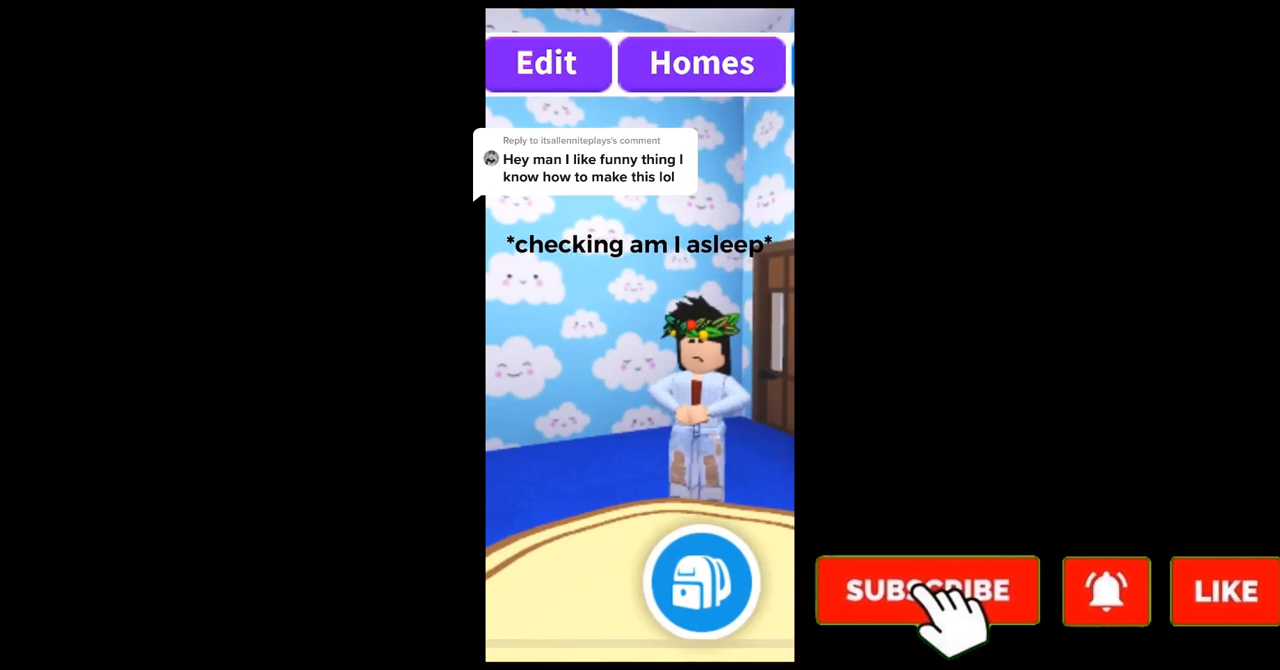 Edit
Homes
Reply to itsallenniteplays's comment
Hey man I like funny thing I
know how to make this lol
*checking am I asleep*
SUBSCRIBE
LIKE